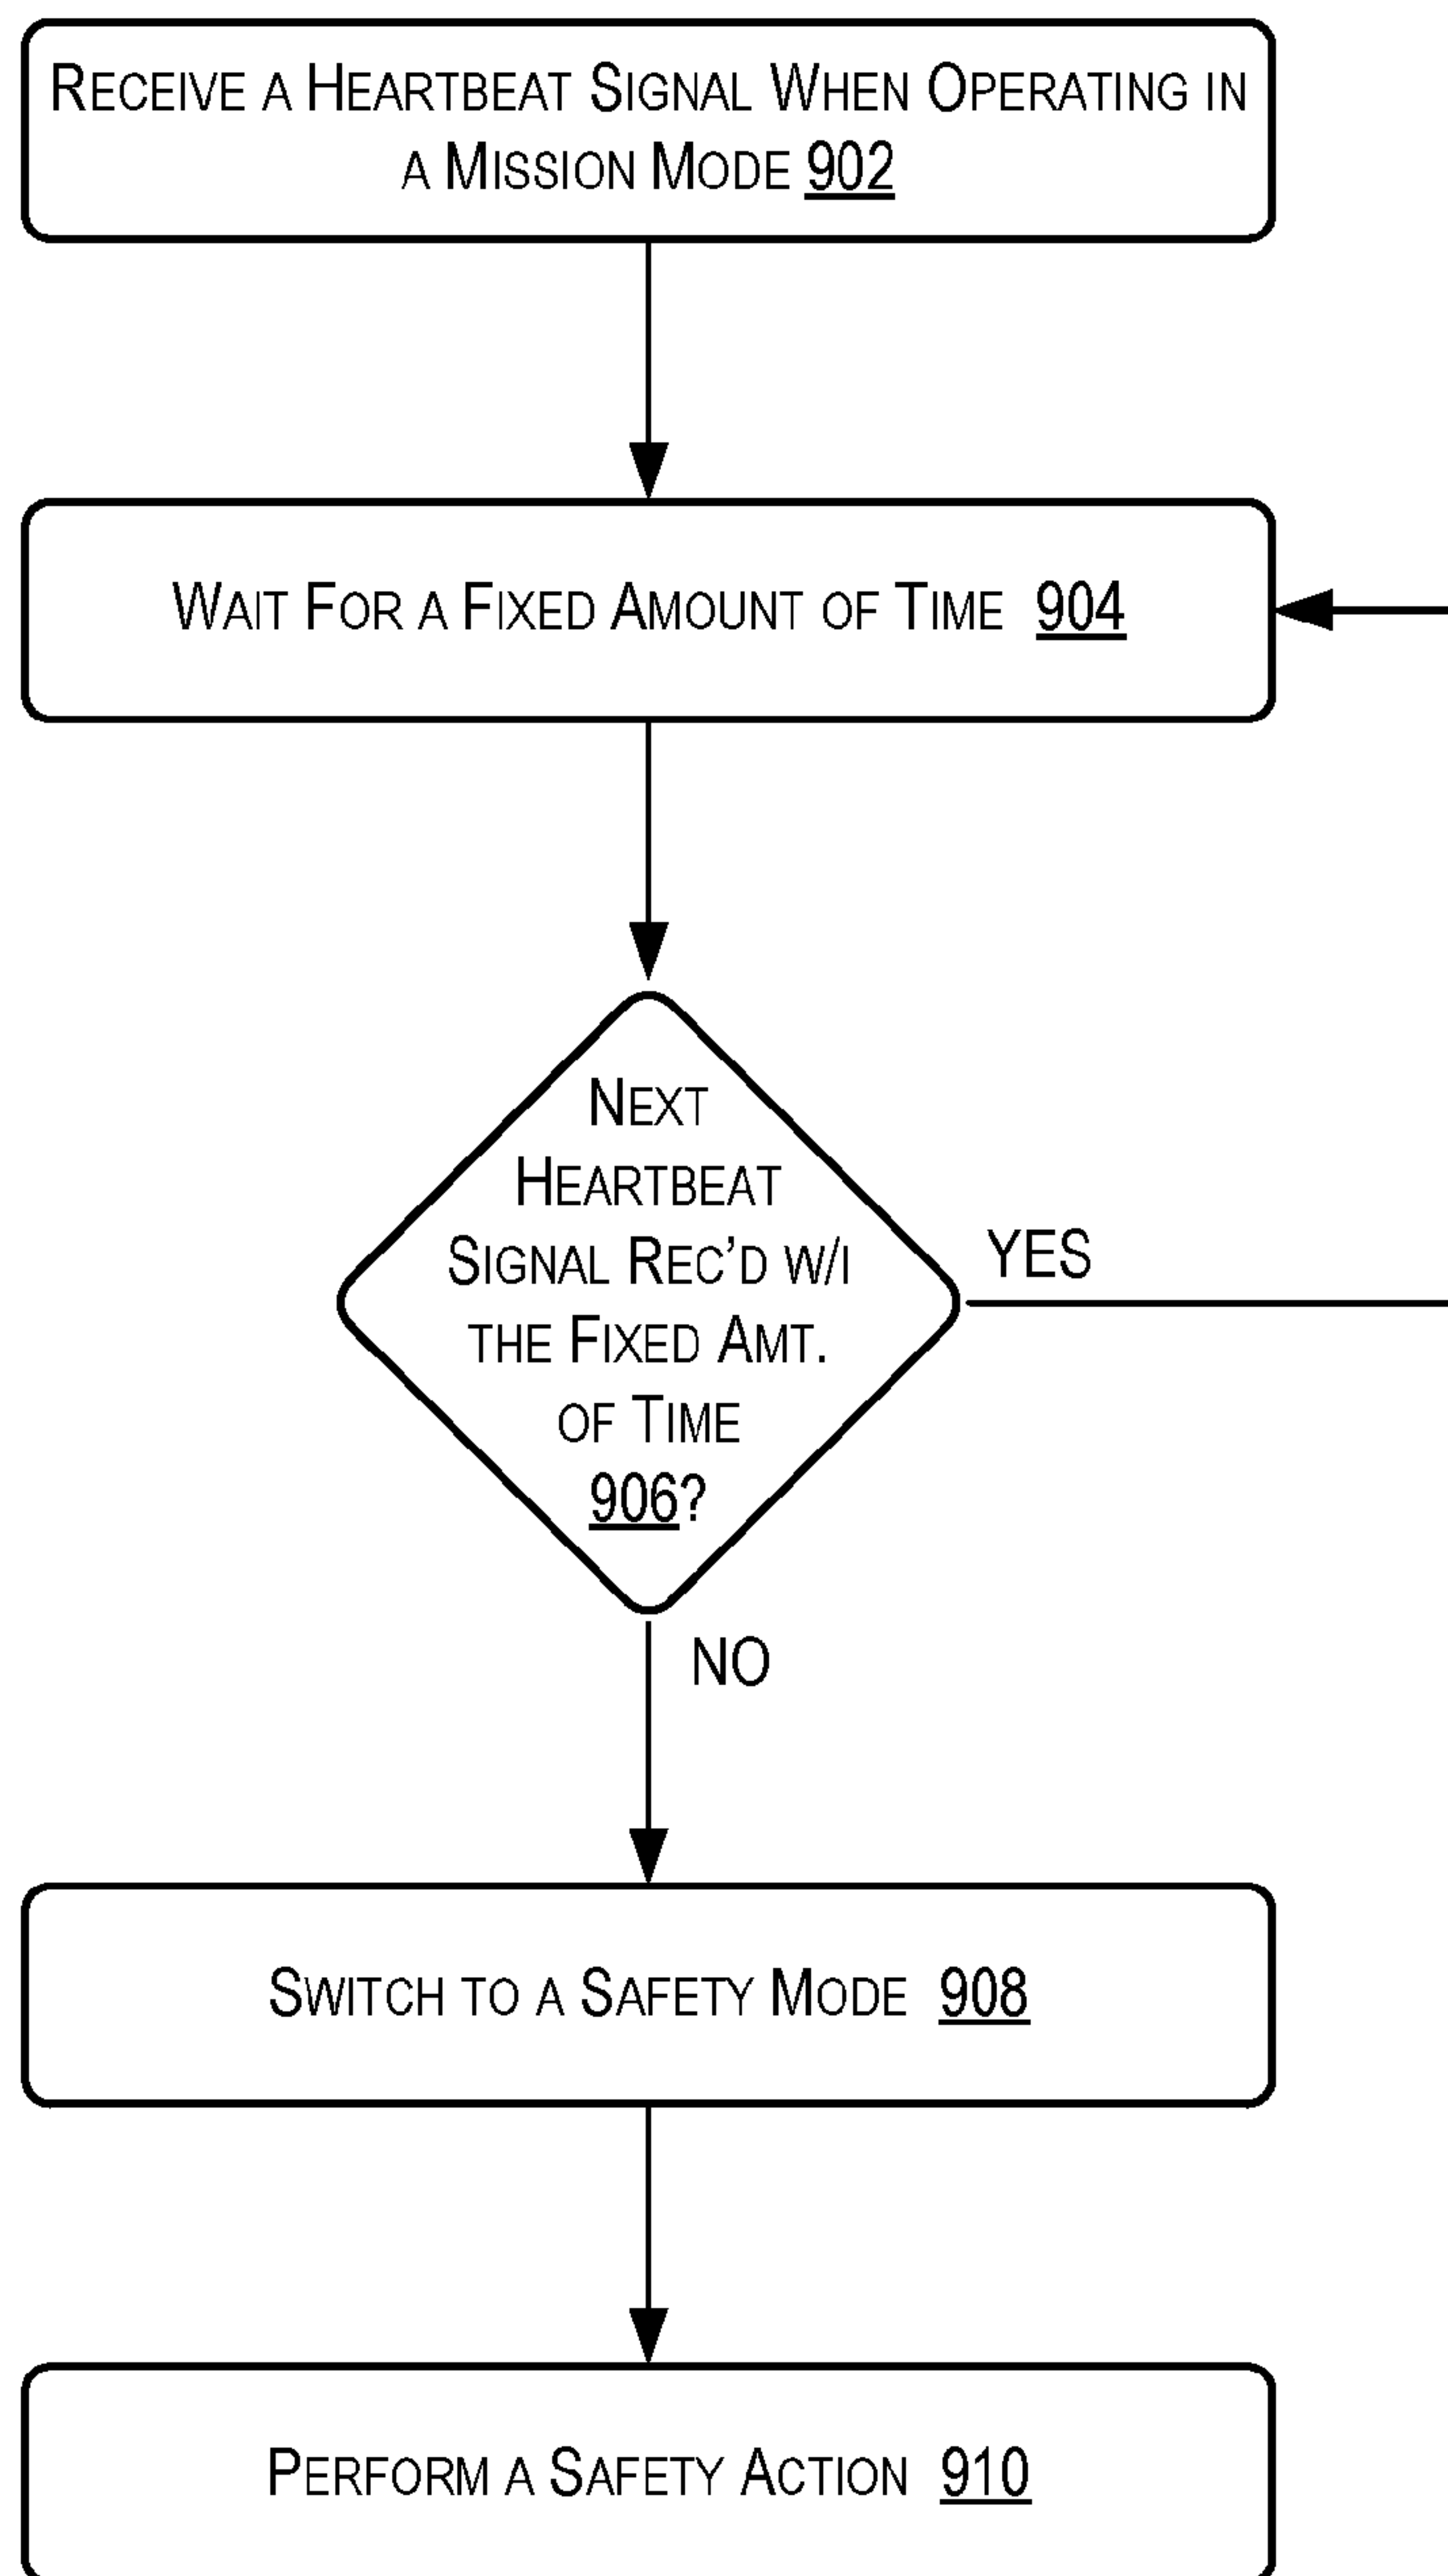 RECEIVE A HEARTBEAT SIGNAL WHEN OPERATING IN
A MISSION MODE 902
WAIT FOR A FIXED AMOUNT OF TIME 904
NEXT
HEARTBEAT
SIGNAL REC'D W/I
THE FIXED AMT.
OF TIME
906?
YES
NO
SWITCH TO A SAFETY MODE 908
PERFORM A SAFETY ACTION 910